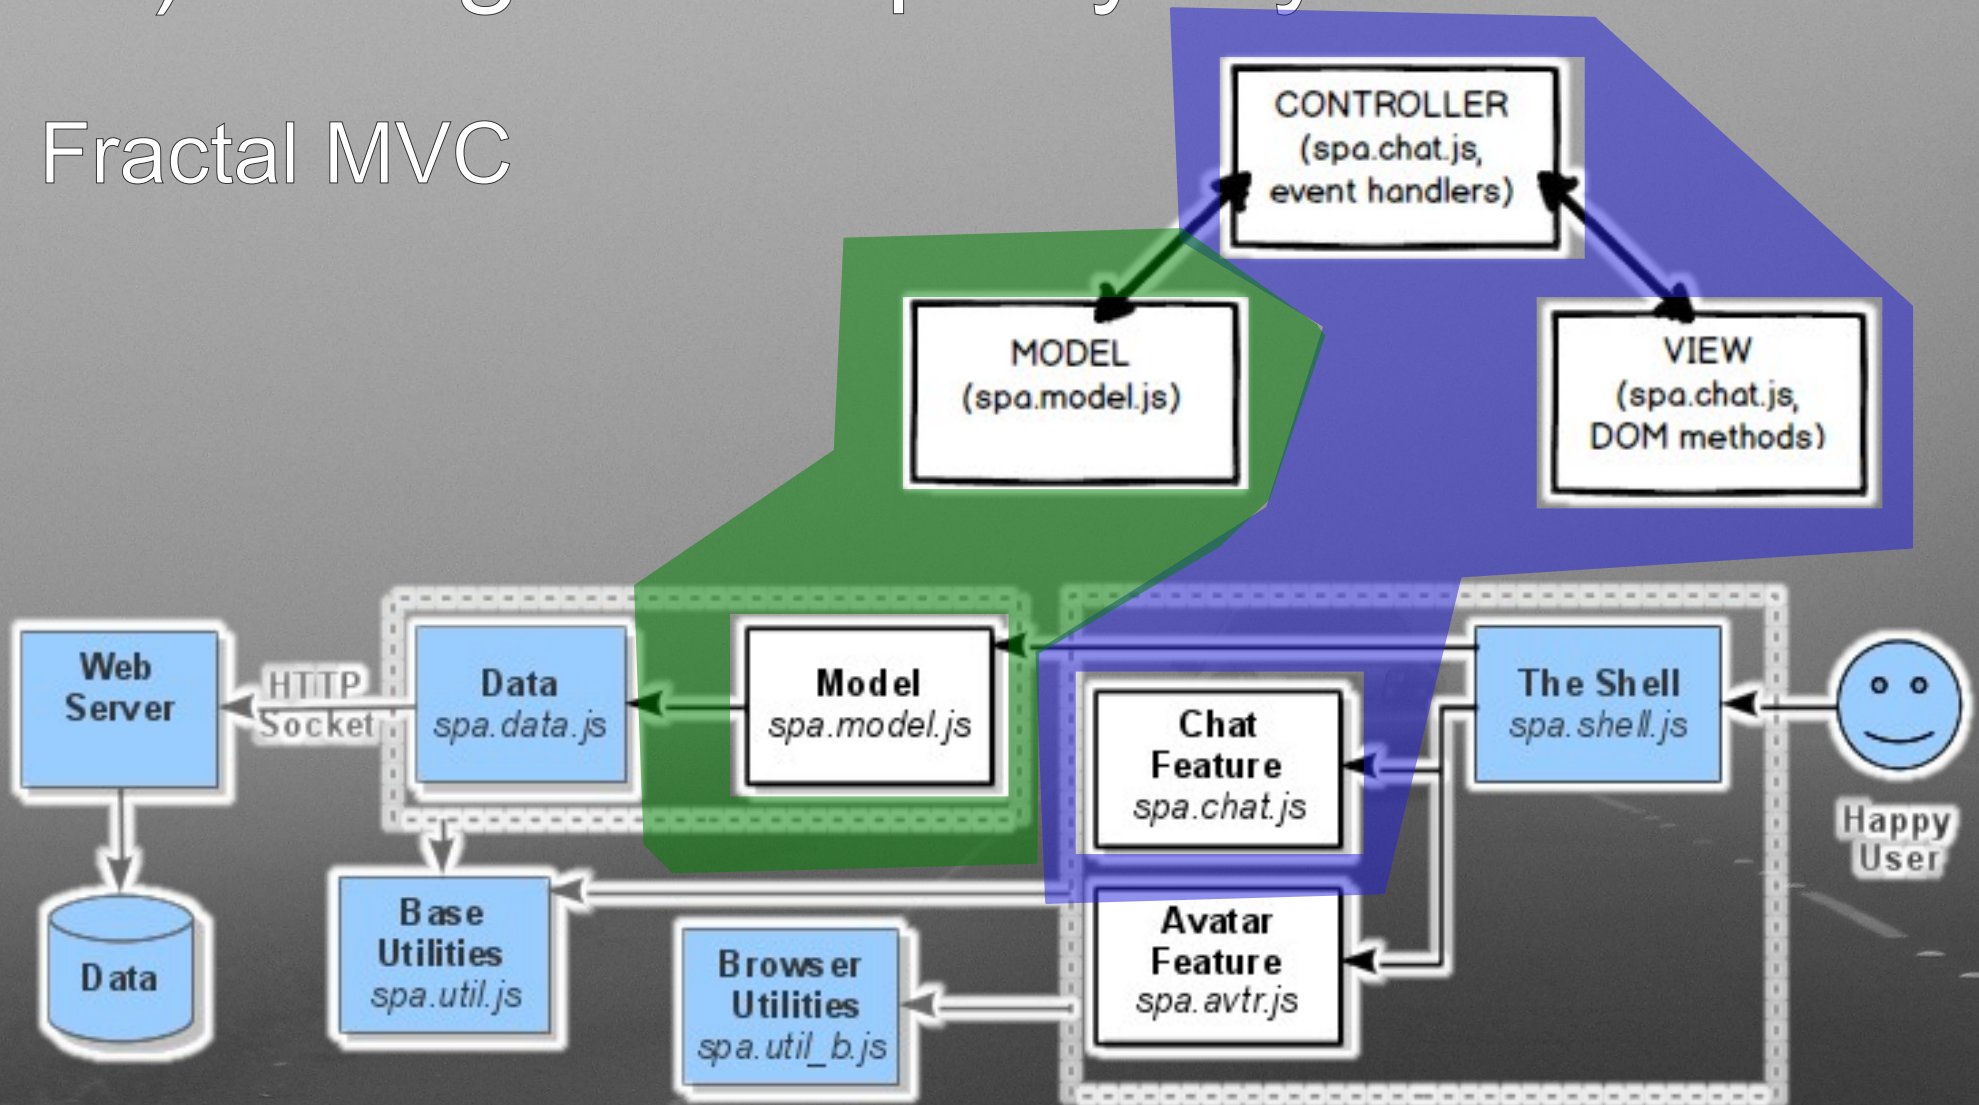 Fractal MVC
CONTROLLER
(spa.chat.js,
event handlers)
MODEL
(spa.model.js)
VIEW
(spa.chat.js,
DOM methods)
Web
Server
HTTP
Socket
Data
spa.data.js
Model
spa.model.js
Chat
Feature
spa.chat.js
The Shell
spa.shell.js
Happy
User
Data
Base
Utilities
spa.util.js
Browser
Utilities
spa.util_b.js
Avatar
Feature
spa.avtr.js